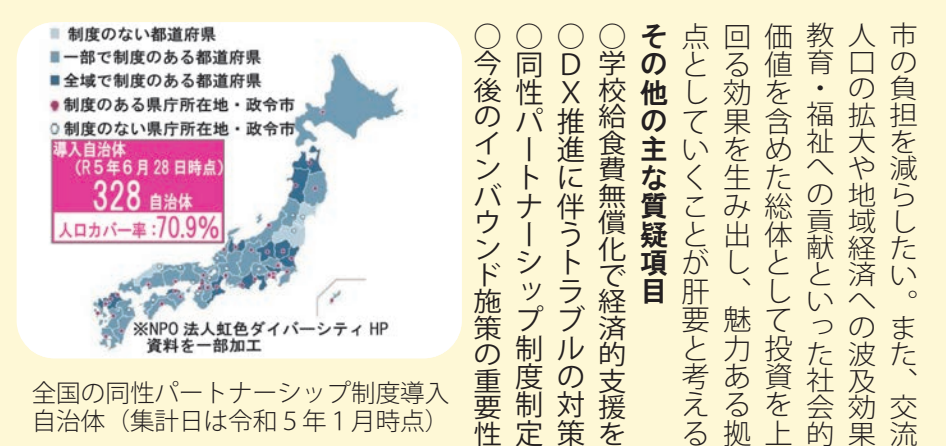 市の負担を減らしたい。また、交流
人口の拡大や地域経済への波及効果
教育・福祉への貢献といった社会的
価値を含めた総体として投資を上
回る効果を生み出し、魅力ある拠
点としていくことが肝要と考える
その他の主な質疑項目
○学校給食費無償化で経済的支援を
○DX推進に伴うトラブルの対策
○同性パートナーシップ制度制定
○今後のインバウンド施策の重要性
制度のない都道府県
一部で制度のある都道府県
全域で制度のある都道府県
制度のある県庁所在地・政令市
制度のない県庁所在地・政令市
導入自治体
(R5年6月28日時点)
328 自治体
人口カバー率:70.9%
※NPO法人虹色ダイバーシティHP
資料を一部加工
全国の同性パートナーシップ制度導入
自治体（集計日は令和5年1月時点）